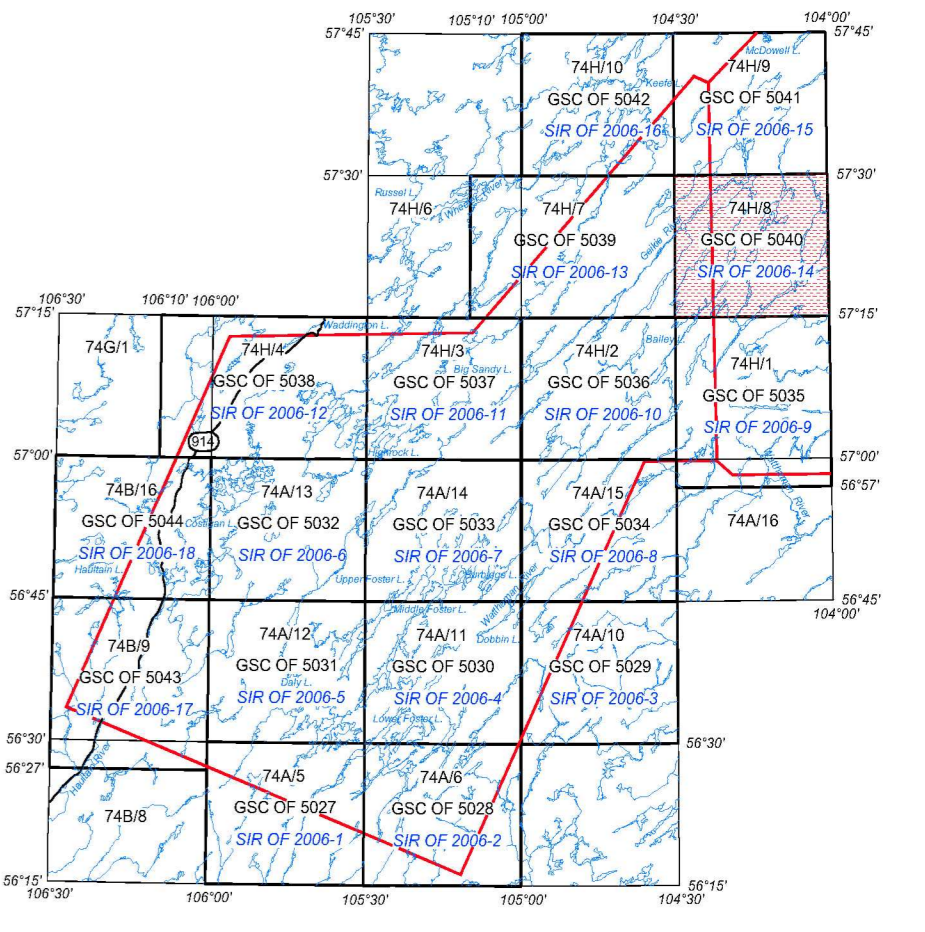 105°30' 105°10' 105°00' 104°30' 104°00'
57°45' 57°45'
McDowell L.
74H/10 74H/9
Keefe L.
GSC OF 5042 GSC OF 5041
SIR OF 2006-16 SIR OF 2006-15
57°30' 57°30'
Russel L.
Wheeler River
74H/6 74H/7 74H/8
GSC OF 5039 GSC OF 5040
Geikie River
SIR OF 2006-13 SIR OF 2006-14
106°30' 106°10' 106°00'
57°15' 57°15'
Waddington L.
Bailey L.
74G/1 74H/4 74H/3 74H/2 74H/1
Big Sandy L.
GSC OF 5038 GSC OF 5037 GSC OF 5036 GSC OF 5035
SIR OF 2006-12 SIR OF 2006-11 SIR OF 2006-10 SIR OF 2006-9
914
57°00' 57°00'
River
56°57'
74B/16 74A/13 74A/14 74A/15 74A/16
GSC OF 5044 GSC OF 5032 GSC OF 5033 GSC OF 5034
Costigan L.
SIR OF 2006-18 SIR OF 2006-6 SIR OF 2006-7 SIR OF 2006-8
Haultain L.
Upper Foster L.
56°45' 56°45'
104°00'
Middle Foster L.
74B/9 74A/12 74A/11 74A/10
Dobbin L.
River
GSC OF 5043 GSC OF 5031 GSC OF 5030 GSC OF 5029
Daly L.
SIR OF 2006-17 SIR OF 2006-5 SIR OF 2006-4 SIR OF 2006-3
Lower Foster L.
56°30' 56°30'
56°27'
Haultain River
74A/5 74A/6
74B/8 GSC OF 5027 GSC OF 5028
SIR OF 2006-1 SIR OF 2006-2
56°15' 56°15'
106°30' 106°00' 105°30' 105°00' 104°30'